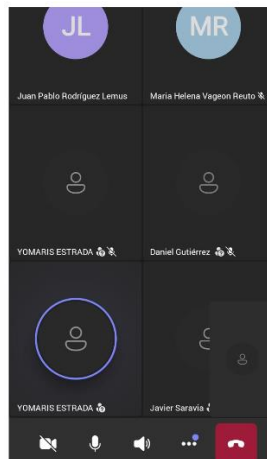 JL
MR
Juan Pablo Rodríguez Lemus
Maria Helena Vageon Reuto
YOMARIS ESTRADA
Daniel Gutiérrez
YOMARIS ESTRADA
Javier Saravia